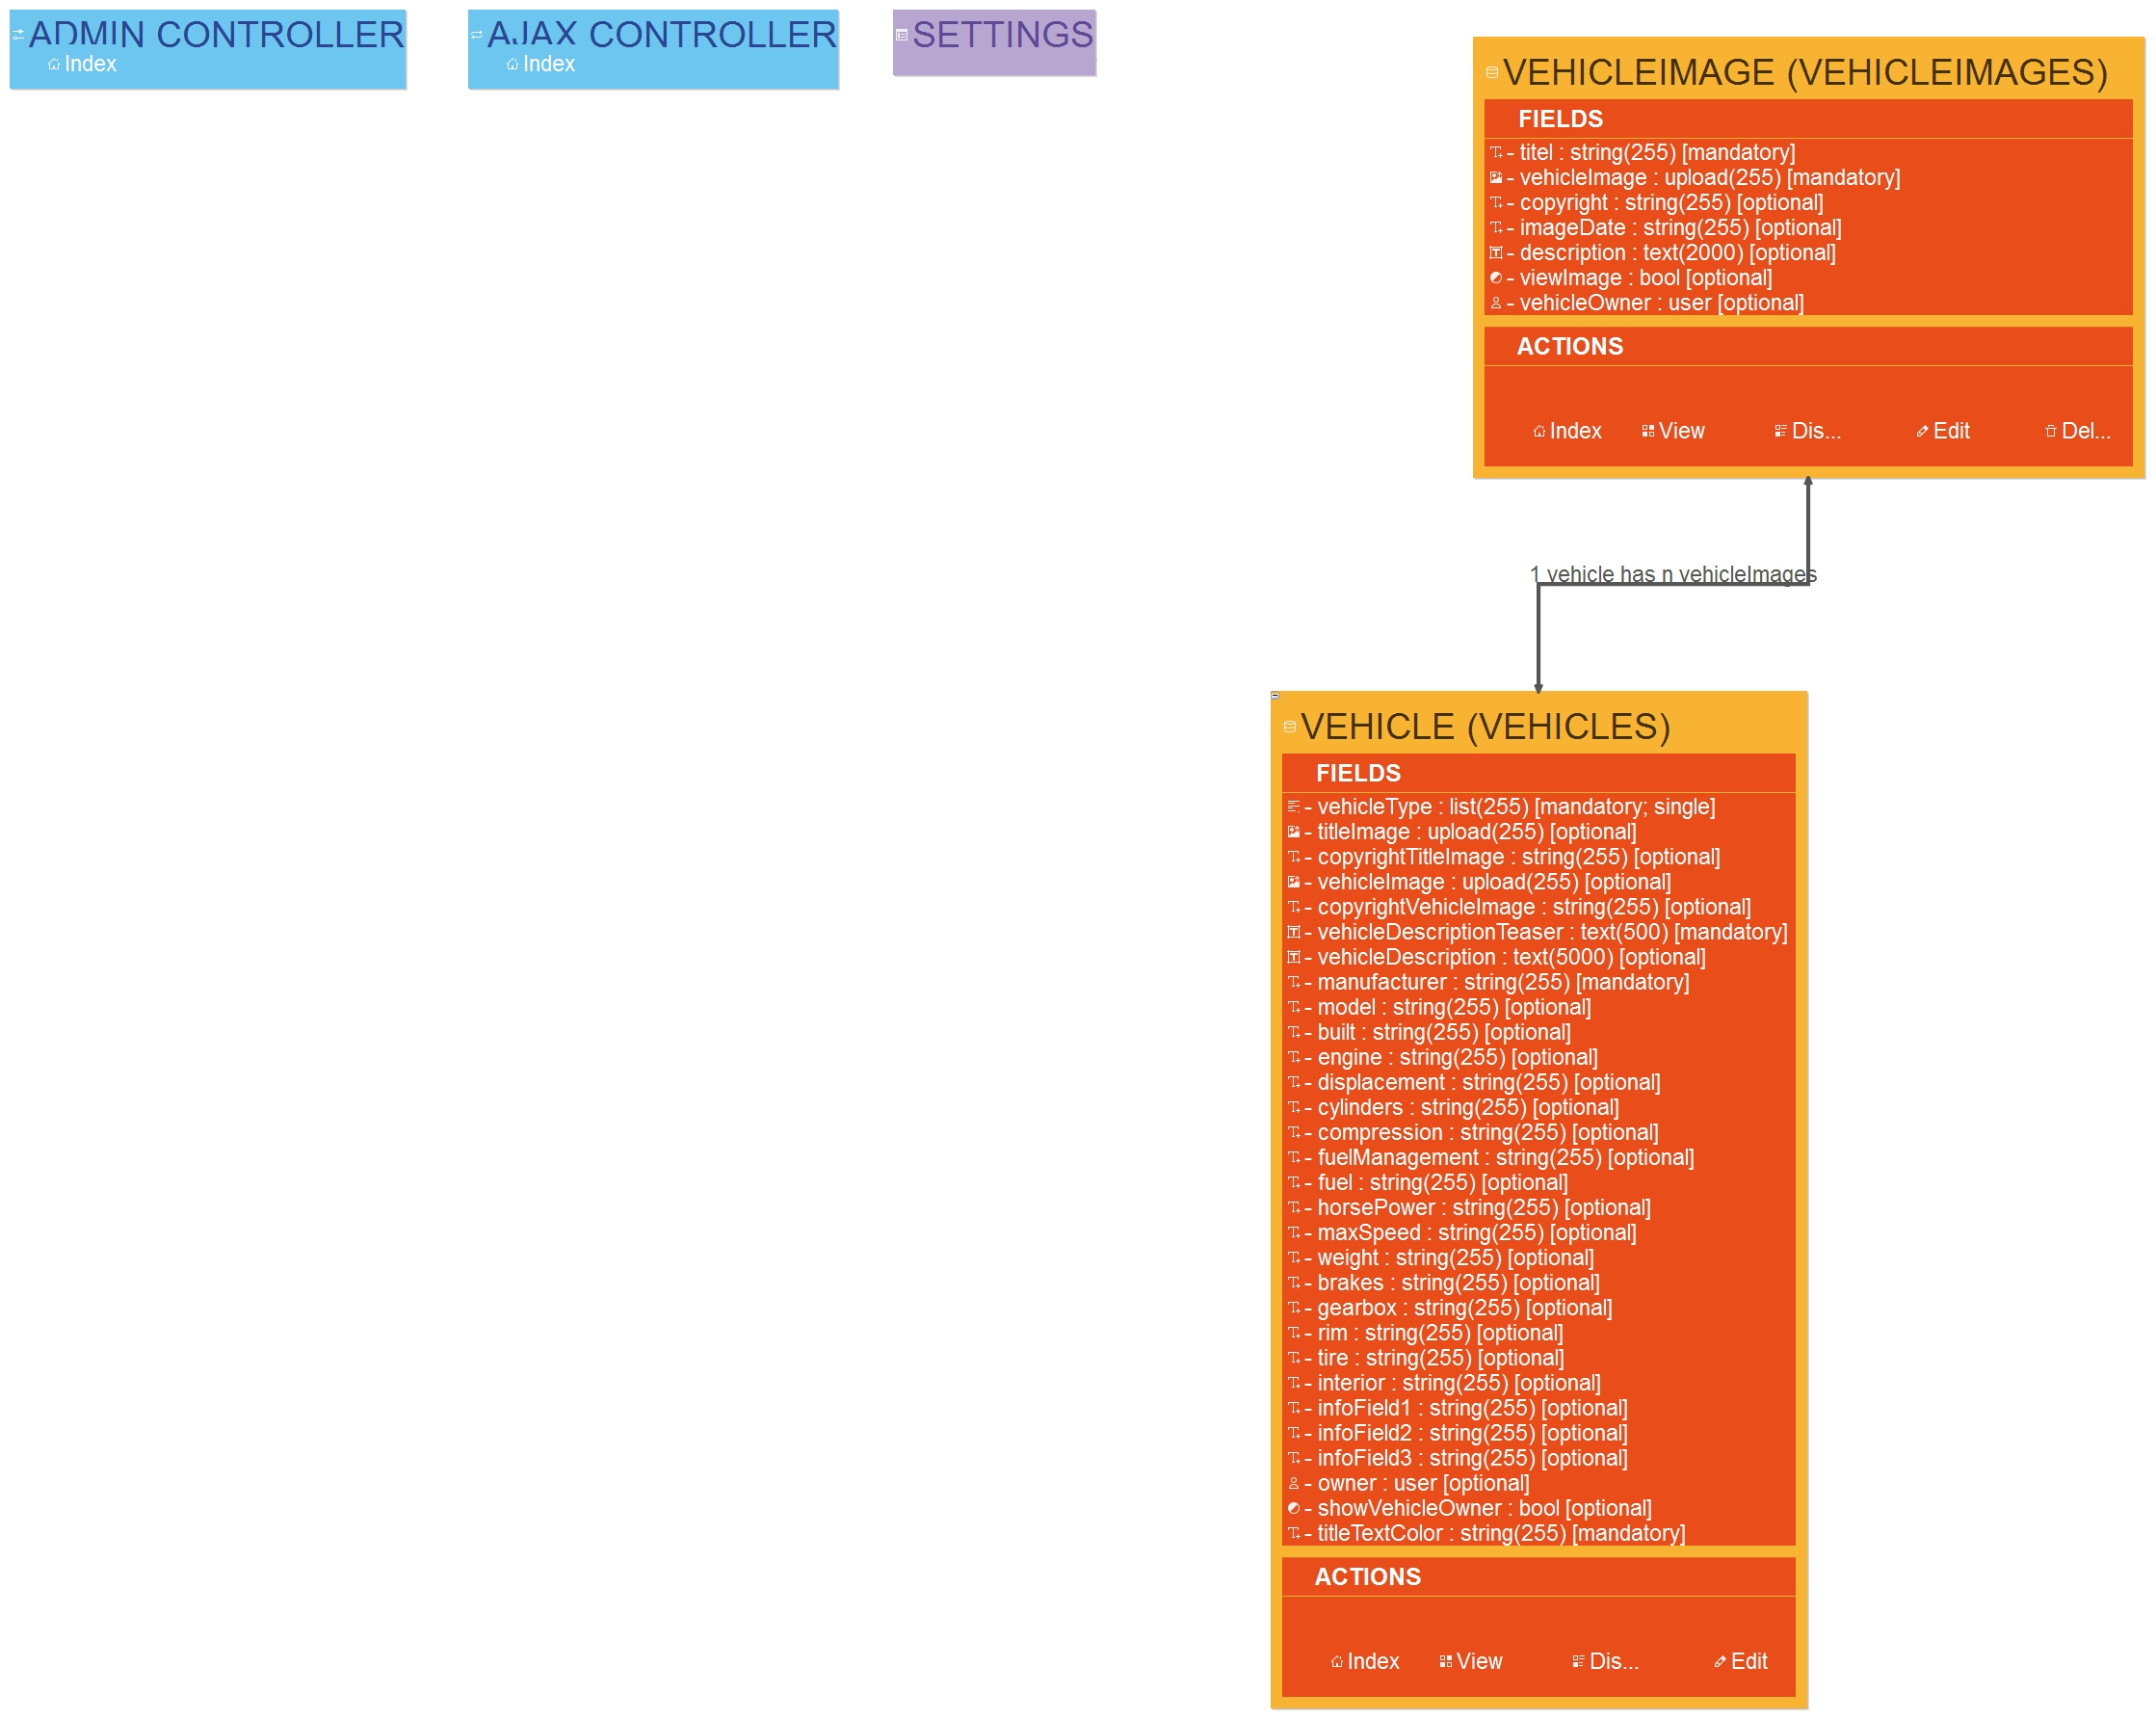 ADMIN CONTROLLER
Index
AJAX CONTROLLER
Index
SETTINGS
VEHICLEIMAGE (VEHICLEIMAGES)
FIELDS
- titel : string(255) [mandatory]
- vehicleImage : upload(255) [mandatory]
- copyright : string(255) [optional]
- imageDate : string(255) [optional]
- description : text(2000) [optional]
- viewImage : bool [optional]
- vehicleOwner : user [optional]
ACTIONS
Index View Dis... Edit Del...
1 vehicle has n vehicleImages
VEHICLE (VEHICLES)
FIELDS
- vehicleType : list(255) [mandatory; single]
- titleImage : upload(255) [optional]
- copyrightTitleImage : string(255) [optional]
- vehicleImage : upload(255) [optional]
- copyrightVehicleImage : string(255) [optional]
- vehicleDescriptionTeaser : text(500) [mandatory]
- vehicleDescription : text(5000) [optional]
- manufacturer : string(255) [mandatory]
- model : string(255) [optional]
- built : string(255) [optional]
- engine : string(255) [optional]
- displacement : string(255) [optional]
- cylinders : string(255) [optional]
- compression : string(255) [optional]
- fuelManagement : string(255) [optional]
- fuel : string(255) [optional]
- horsePower : string(255) [optional]
- maxSpeed : string(255) [optional]
- weight : string(255) [optional]
- brakes : string(255) [optional]
- gearbox : string(255) [optional]
- rim : string(255) [optional]
- tire : string(255) [optional]
- interior : string(255) [optional]
- infoField1 : string(255) [optional]
- infoField2 : string(255) [optional]
- infoField3 : string(255) [optional]
- owner : user [optional]
- showVehicleOwner : bool [optional]
- titleTextColor : string(255) [mandatory]
ACTIONS
Index View Dis... Edit